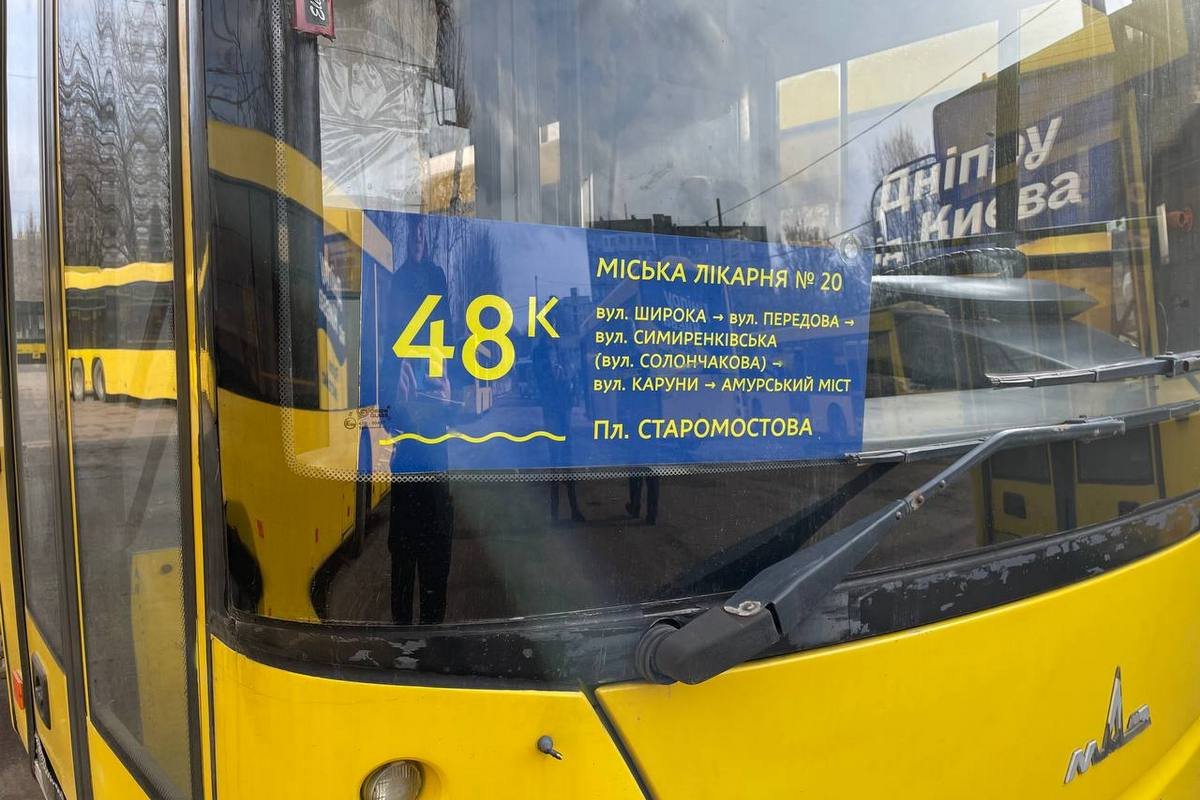 Дніпру
Києва
48К
МІСЬКА ЛІКАРНЯ № 20
вул. ШИРОКА → вул. ПЕРЕДОВА →
вул. СИМИРЕНКІВСЬКА
(вул. СОЛОНЧАКОВА) →
вул. КАРУНИ → АМУРСЬКИЙ МІСТ
Пл. СТАРОМОСТОВА